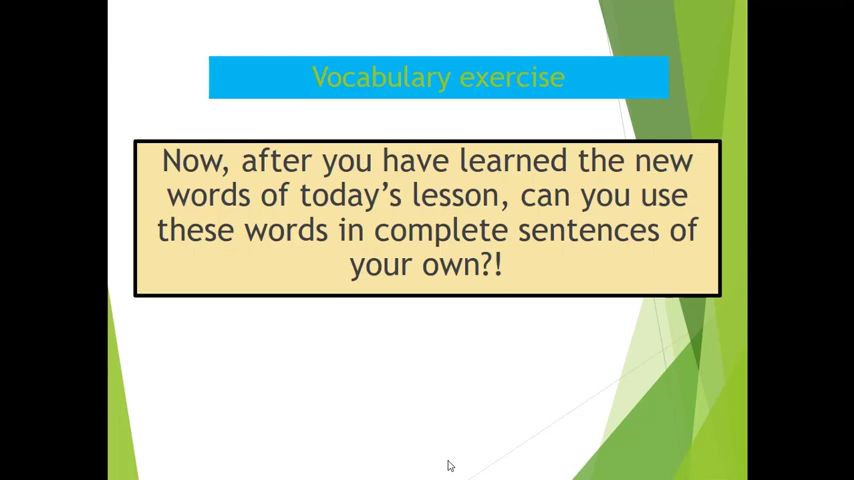 Vocabulary exercise
Now, after you have learned the new
words of today's lesson, can you use
these words in complete sentences of
your own?!